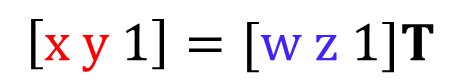 [x y 1] = [w z 1]T